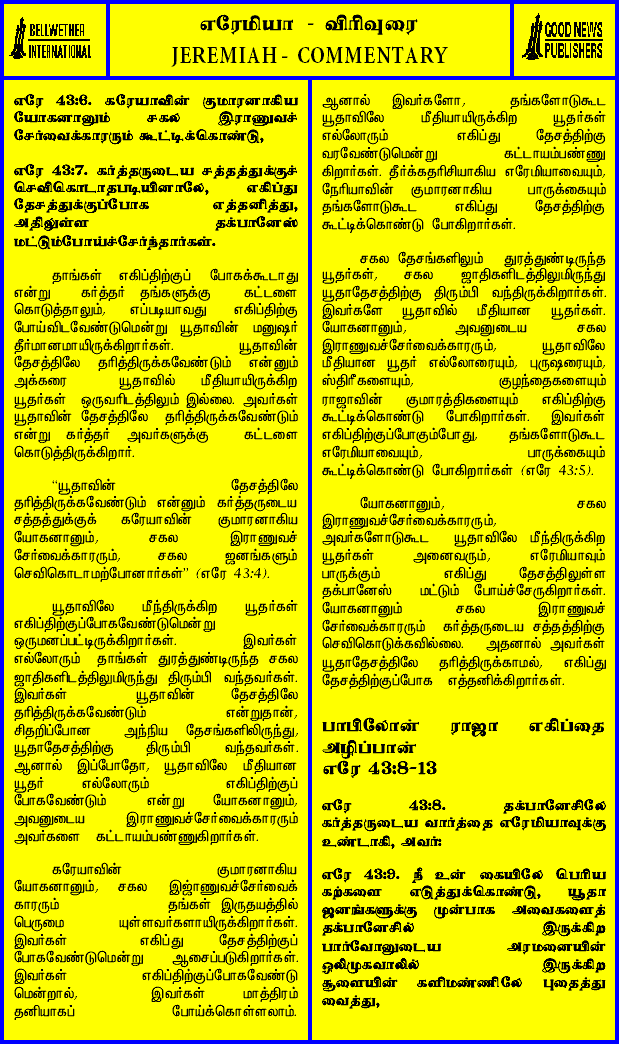 BELLWETHER
INTERNATIONAL
எரேமியா - விரிவுரை
JEREMIAH - COMMENTARY
GOOD NEWS
PUBLISHERS
எரே 43:6. கரேயாவின் குமாரனாகிய
யோகனானும் சகல இராணுவச்
சேர்வைக்காரரும் கூட்டிக்கொண்டு,
எரே 43:7. கர்த்தருடைய சத்தத்துக்குச்
செவிகொடாதபடியினாலே, எகிப்து
தேசத்துக்குப்போக எத்தனித்து,
அதிலுள்ள தக்பானேஸ்
மட்டும்போய்ச்சேர்ந்தார்கள்.
தாங்கள் எகிப்திற்குப் போகக்கூடாது
என்று கர்த்தர் தங்களுக்கு கட்டளை
கொடுத்தாலும், எப்படியாவது எகிப்திற்கு
போய்விடவேண்டுமென்று யூதாவின் மனுஷர்
தீர்மானமாயிருக்கிறார்கள். யூதாவின்
தேசத்திலே தரித்திருக்கவேண்டும் என்னும்
அக்கரை யூதாவில் மீதியாயிருக்கிற
யூதர்கள் ஒருவரிடத்திலும் இல்லை. அவர்கள்
யூதாவின் தேசத்திலே தரித்திருக்கவேண்டும்
என்று கர்த்தர் அவர்களுக்கு கட்டளை
கொடுத்திருக்கிறார்.
“யூதாவின் தேசத்திலே
தரித்திருக்கவேண்டும் என்னும் கர்த்தருடைய
சத்தத்துக்குக் கரேயாவின் குமாரனாகிய
யோகனானும், சகல இராணுவச்
சேர்வைக்காரரும், சகல ஜனங்களும்
செவிகொடாமற்போனார்கள்” (எரே 43:4).
யூதாவிலே மீந்திருக்கிற யூதர்கள்
எகிப்திற்குப்போகவேண்டுமென்று
ஒருமனப்பட்டிருக்கிறார்கள். இவர்கள்
எல்லோரும் தாங்கள் துரத்துண்டிருந்த சகல
ஜாதிகளிடத்திலுமிருந்து திரும்பி வந்தவர்கள்.
இவர்கள் யூதாவின் தேசத்திலே
தரித்திருக்கவேண்டும் என்றுதான்,
சிதறிப்போன அந்நிய தேசங்களிலிருந்து,
யூதாதேசத்திற்கு திரும்பி வந்தவர்கள்.
ஆனால் இப்போதோ, யூதாவிலே மீதியான
யூதர் எல்லோரும் எகிப்திற்குப்
போகவேண்டும் என்று யோகனானும்,
அவனுடைய இராணுவச்சேர்வைக்காரரும்
அவர்களை கட்டாயம்பண்ணுகிறார்கள்.
கரேயாவின் குமாரனாகிய
யோகனானும், சகல இஜாணுவச்சேர்வைக்
காரரும் தங்கள் இருதயத்தில்
பெருமை யுள்ளவர்களாயிருக்கிறார்கள்.
இவர்கள் எகிப்து தேசத்திற்குப்
போகவேண்டுமென்று ஆசைப்படுகிறார்கள்.
இவர்கள் எகிப்திற்குப்போகவேண்டு
மென்றால், இவர்கள் மாத்திரம்
தனியாகப் போய்க்கொள்ளலாம்.
ஆனால் இவர்களோ, தங்களோடுகூட
யூதாவிலே மீதியாயிருக்கிற யூதர்கள்
எல்லோரும் எகிப்து தேசத்திற்கு
வரவேண்டுமென்று கட்டாயம்பண்ணு
கிறார்கள். தீர்க்கதரிசியாகிய எரேமியாவையும்,
நேரியாவின் குமாரனாகிய பாருக்கையும்
தங்களோடுகூட எகிப்து தேசத்திற்கு
கூட்டிக்கொண்டு போகிறார்கள்.
சகல தேசங்களிலும் துரத்துண்டிருந்த
யூதர்கள், சகல ஜாதிகளிடத்திலுமிருந்து
யூதாதேசத்திற்கு திரும்பி வந்திருக்கிறார்கள்.
இவர்களே யூதாவில் மீதியான யூதர்கள்.
யோகனானும், அவனுடைய சகல
இராணுவச்சேர்வைக்காரரும், யூதாவிலே
மீதியான யூதர் எல்லோரையும், புருஷரையும்,
ஸ்திரீகளையும், குழந்தைகளையும்
ராஜாவின் குமாரத்திகளையும் எகிப்திற்கு
கூட்டிக்கொண்டு போகிறார்கள். இவர்கள்
எகிப்திற்குப்போகும்போது, தங்களோடுகூட
எரேமியாவையும், பாருக்கையும்
கூட்டிக்கொண்டு போகிறார்கள் (எரே 43:5).
யோகனானும், சகல
இராணுவச்சேர்வைக்காரரும்,
அவர்களோடுகூட யூதாவிலே மீந்திருக்கிற
யூதர்கள் அனைவரும், எரேமியாவும்
பாருக்கும் எகிப்து தேசத்திலுள்ள
தக்பானேஸ் மட்டும் போய்ச்சேருகிறார்கள்.
யோகனானும் சகல இராணுவச்
சேர்வைக்காரரும் கர்த்தருடைய சத்தத்திற்கு
செவிகொடுக்கவில்லை. அதனால் அவர்கள்
யூதாதேசத்திலே தரித்திருக்காமல், எகிப்து
தேசத்திற்குப்போக எத்தனிக்கிறார்கள்.
பாபிலோன் ராஜா எகிப்தை
அழிப்பான்
எரே 43:8-13
எரே 43:8. தக்பானேசிலே
கர்த்தருடைய வார்த்தை எரேமியாவுக்கு
உண்டாகி, அவர்:
எரே 43:9. நீ உன் கையிலே பெரிய
கற்களை எடுத்துக்கொண்டு, யூதா
ஜனங்களுக்கு முன்பாக அவைகளைத்
தக்பானேசில் இருக்கிற
பார்வோனுடைய அரமனையின்
ஒலிமுகவாலில் இருக்கிற
சூளையின் களிமண்ணிலே புதைத்து
வைத்து,